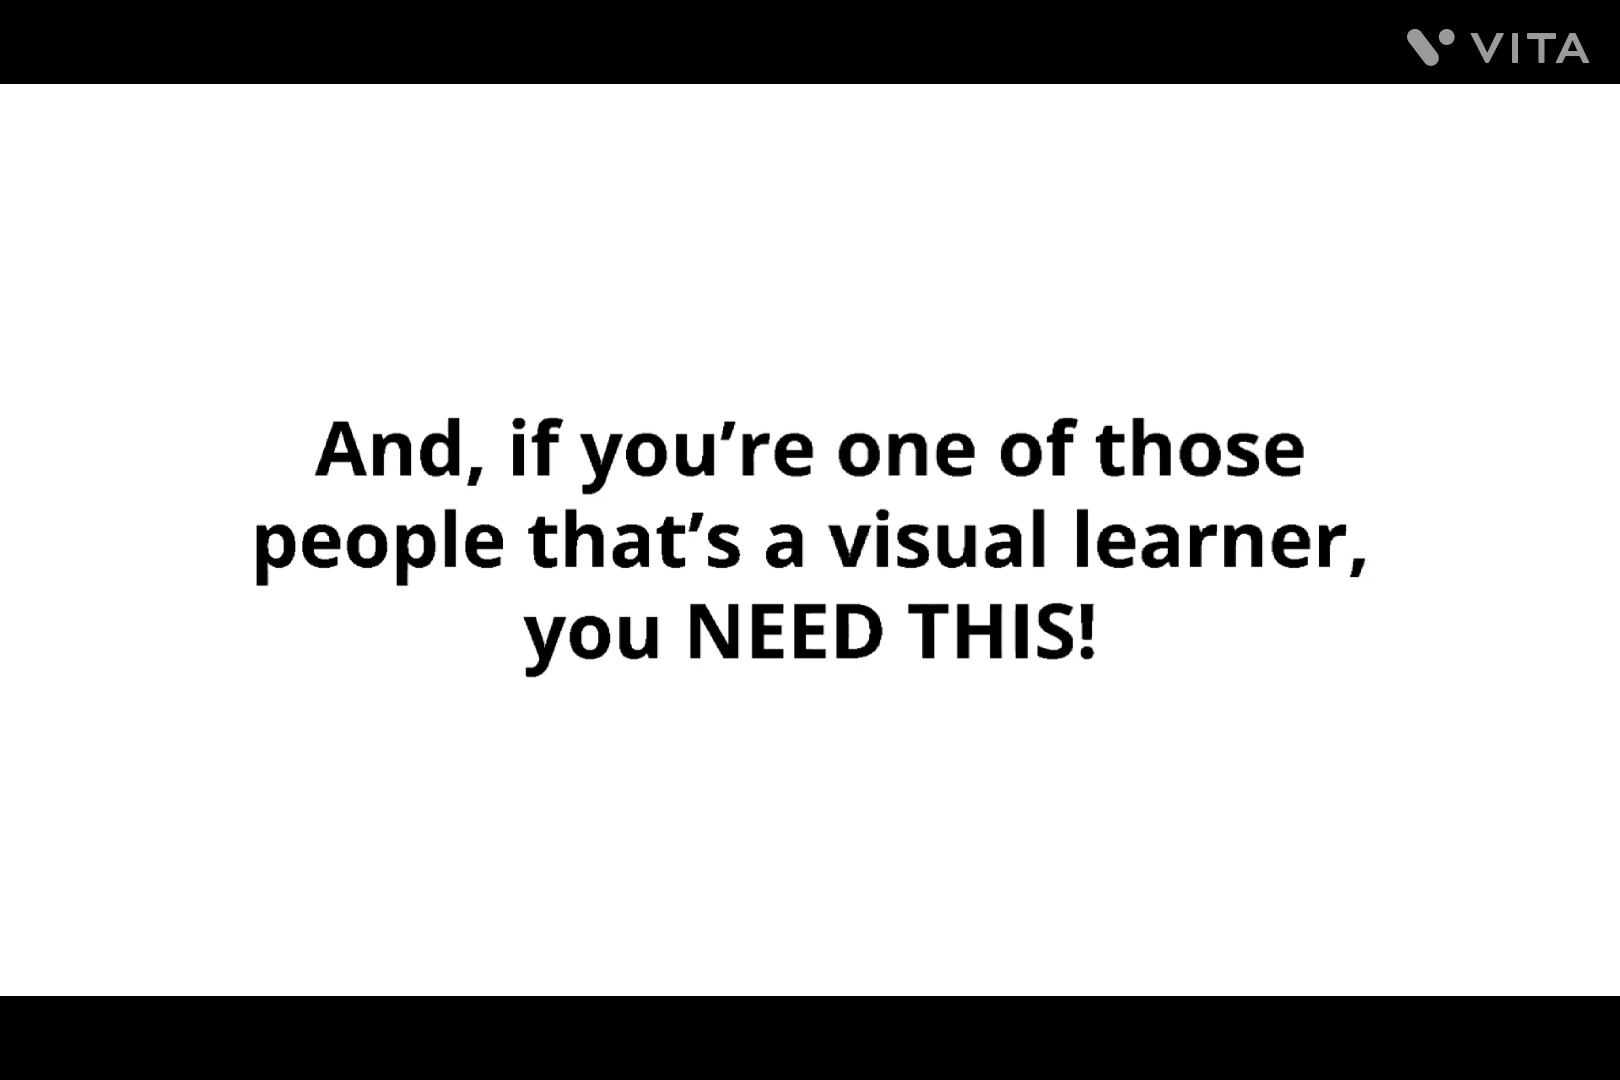 VITA
And, if you’re one of those
people that’s a visual learner,
you NEED THIS!